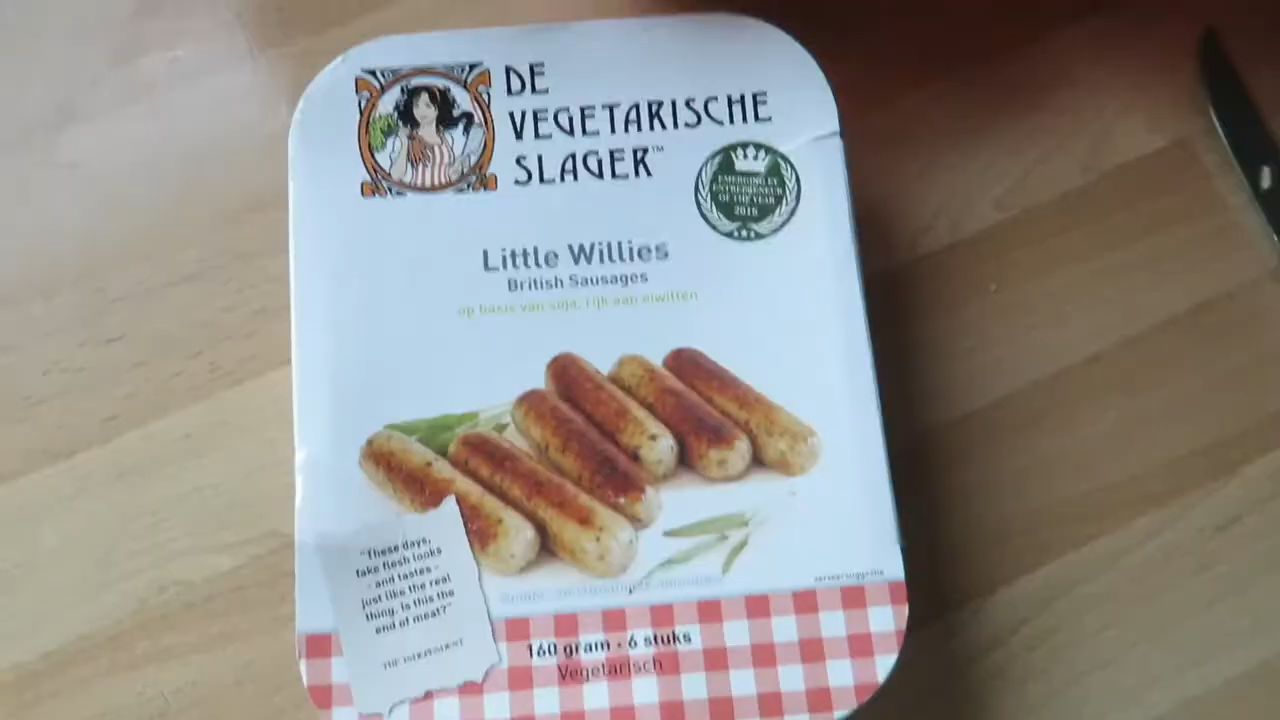 DE
VEGETARISCHE
SLAGER™
EMERGING EY
ENTREPRENEUR
OF THE YEAR
2015
Little Willies
British Sausages
op basis van soja, rijk aan eiwitten
"These days,
fake flesh looks
- and tastes -
just like the real
thing. Is this the
end of meat?"
THE INDEPENDENT
serveersuggestie
160 gram - 6 stuks
Vegetarisch